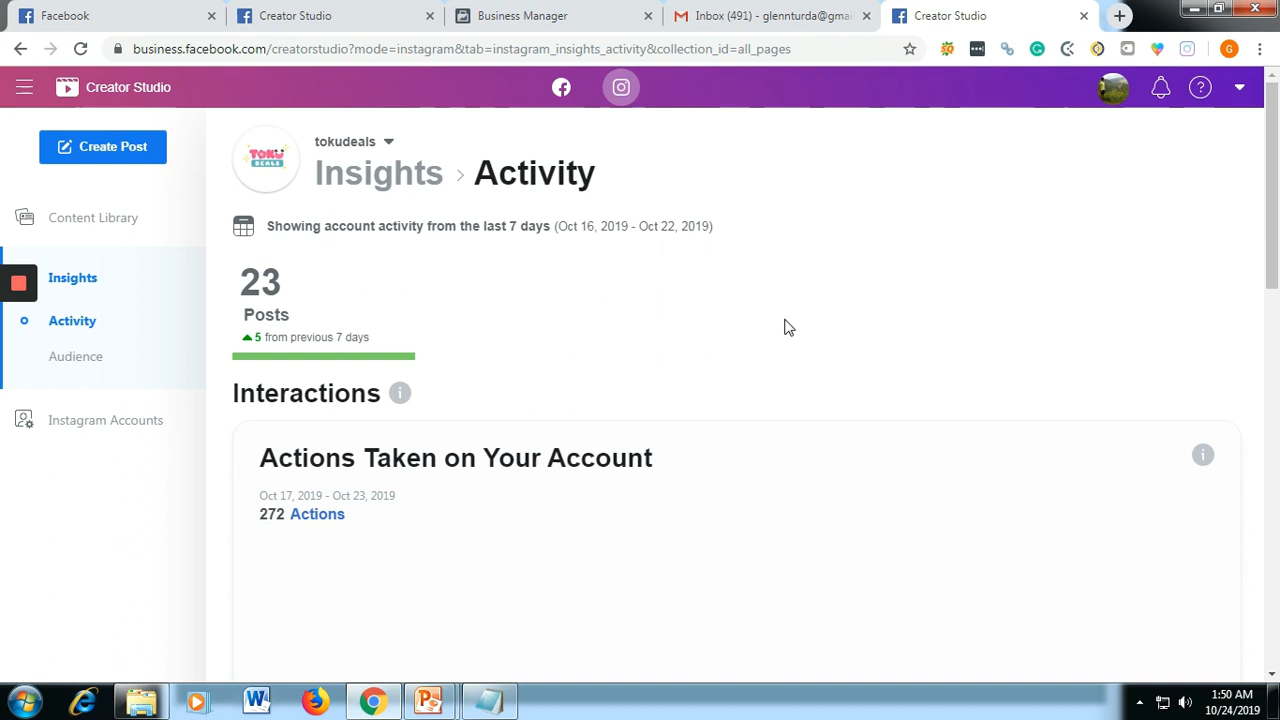 Facebook
Creator Studio
Business Manager
Inbox (491) - glennturda@gmai
Creator Studio
business.facebook.com/creatorstudio?mode=instagram&tab=instagram_insights_activity&collection_id=all_pages
G
Creator Studio
Create Post
TOKU
DEALS
tokudeals
Insights > Activity
Showing account activity from the last 7 days (Oct 16, 2019 - Oct 22, 2019)
Content Library
Insights
Activity
Audience
Instagram Accounts
23
Posts
5 from previous 7 days
Interactions
Actions Taken on Your Account
Oct 17, 2019 - Oct 23, 2019
272 Actions
1:50 AM
10/24/2019